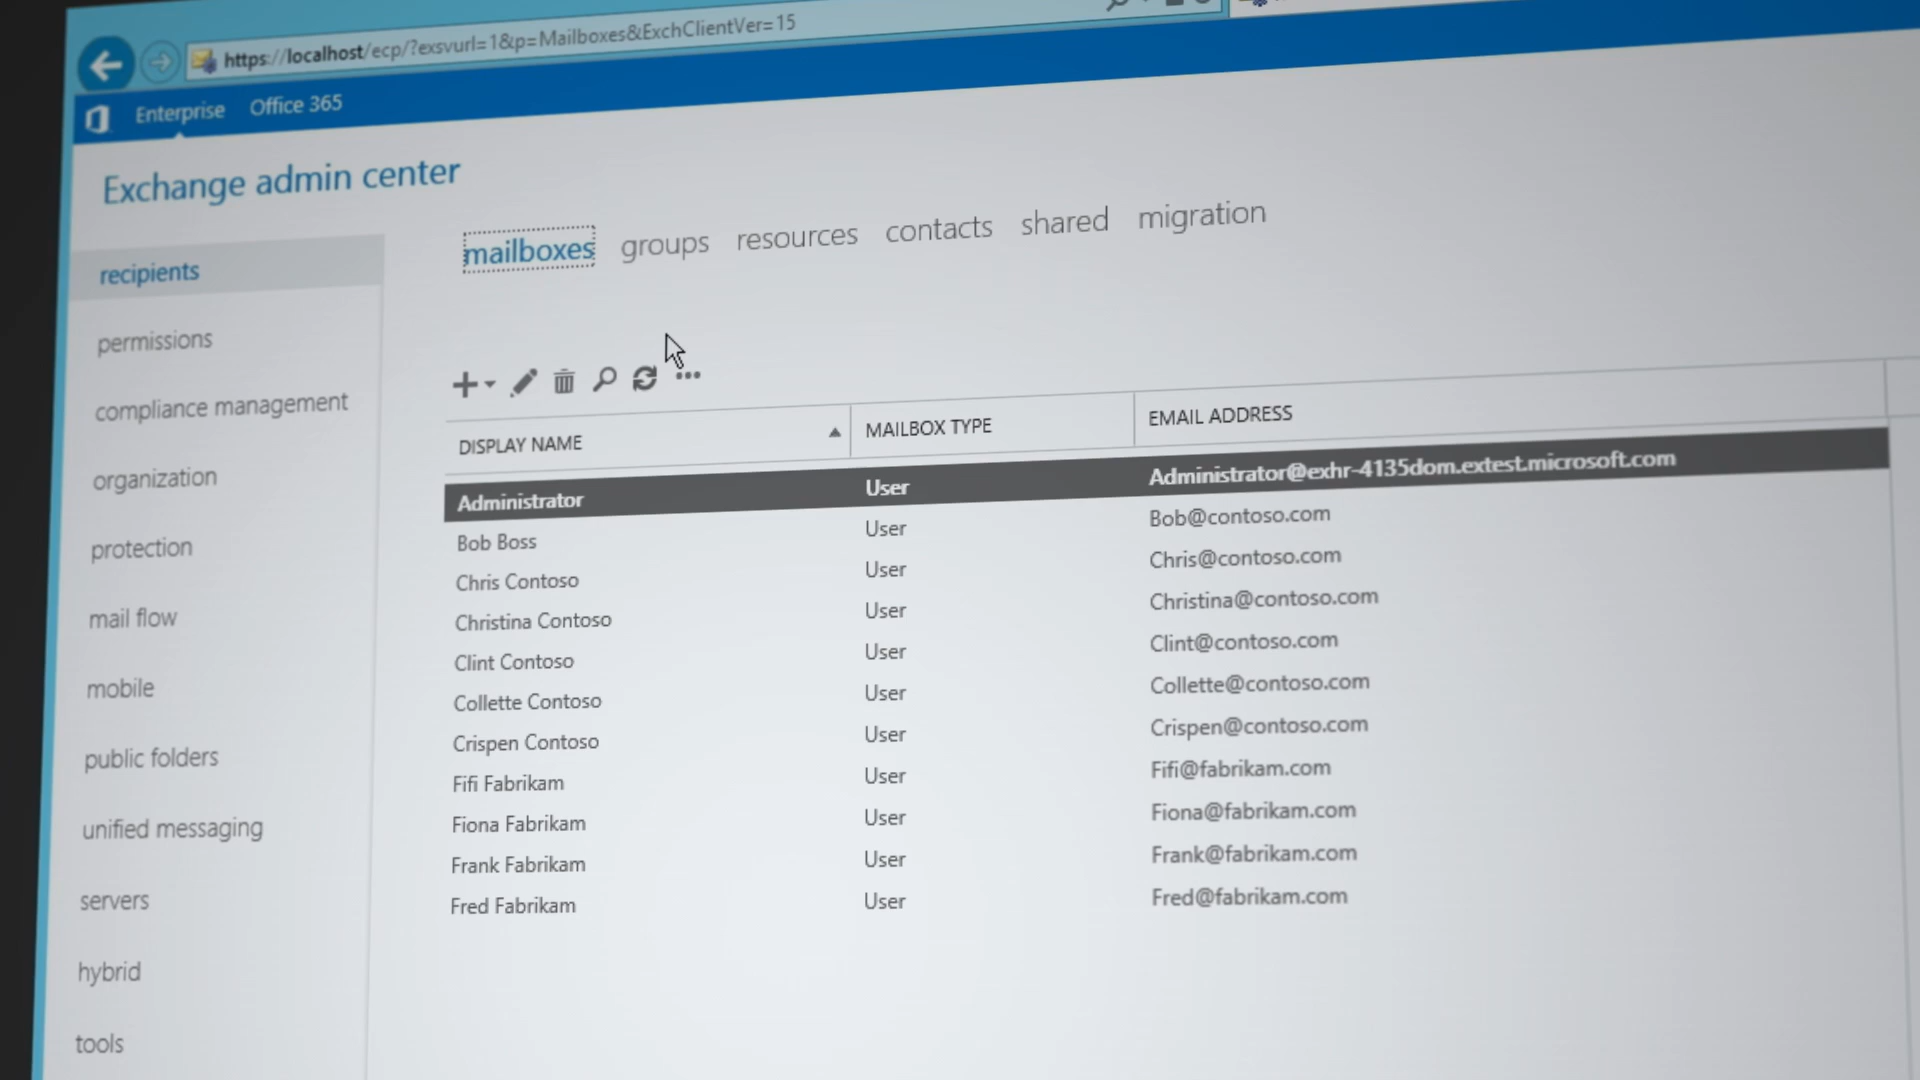 https://localhost/ecp/?exsvurl=1&p=Mailboxes&ExchClientVer=15
Enterprise Office 365
Exchange admin center
recipients
permissions
compliance management
organization
protection
mail flow
mobile
public folders
unified messaging
servers
hybrid
tools
mailboxes groups resources contacts shared migration
DISPLAY NAME MAILBOX TYPE EMAIL ADDRESS
Administrator User Administrator@exhr-4135dom.extest.microsoft.com
Bob Boss User Bob@contoso.com
Chris Contoso User Chris@contoso.com
Christina Contoso User Christina@contoso.com
Clint Contoso User Clint@contoso.com
Collette Contoso User Collette@contoso.com
Crispen Contoso User Crispen@contoso.com
Fifi Fabrikam User Fifi@fabrikam.com
Fiona Fabrikam User Fiona@fabrikam.com
Frank Fabrikam User Frank@fabrikam.com
Fred Fabrikam User Fred@fabrikam.com